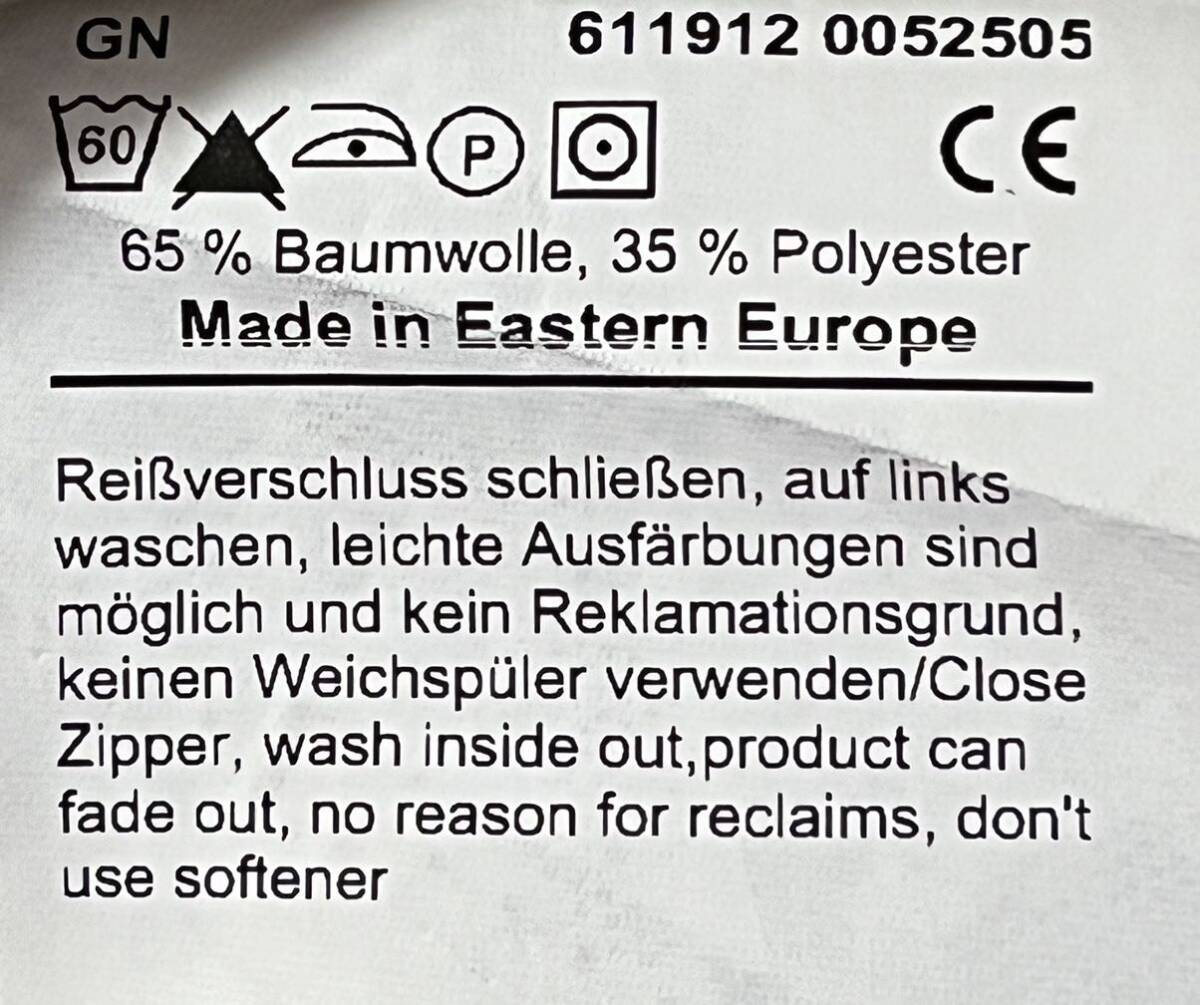 GN 611912 0052505
60 P CE
65 % Baumwolle, 35 % Polyester
Made in Eastern Europe
Reißverschluss schließen, auf links
waschen, leichte Ausfärbungen sind
möglich und kein Reklamationsgrund,
keinen Weichspüler verwenden/Close
Zipper, wash inside out,product can
fade out, no reason for reclaims, don't
use softener